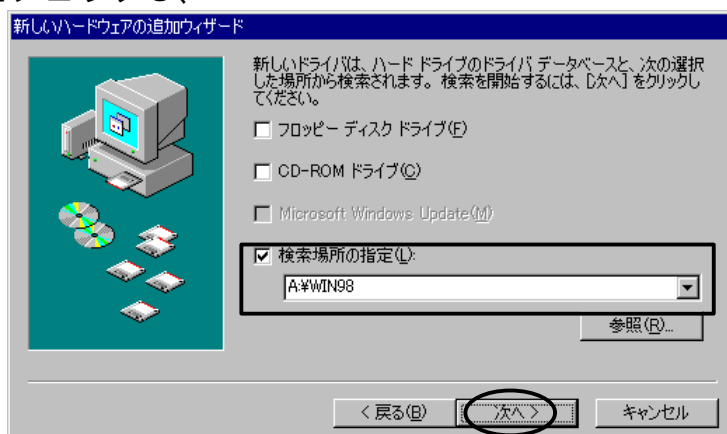 新しいハードウェアの追加ウィザード
新しいドライバは、ハード ドライブのドライバ データベースと、次の選択
した場所から検索されます。検索を開始するには、[次へ] をクリックし
てください。
フロッピー ディスク ドライブ(F)
CD-ROM ドライブ(C)
Microsoft Windows Update(M)
検索場所の指定(L):
A:¥WIN98
参照(R)...
< 戻る(B)
次へ >
キャンセル